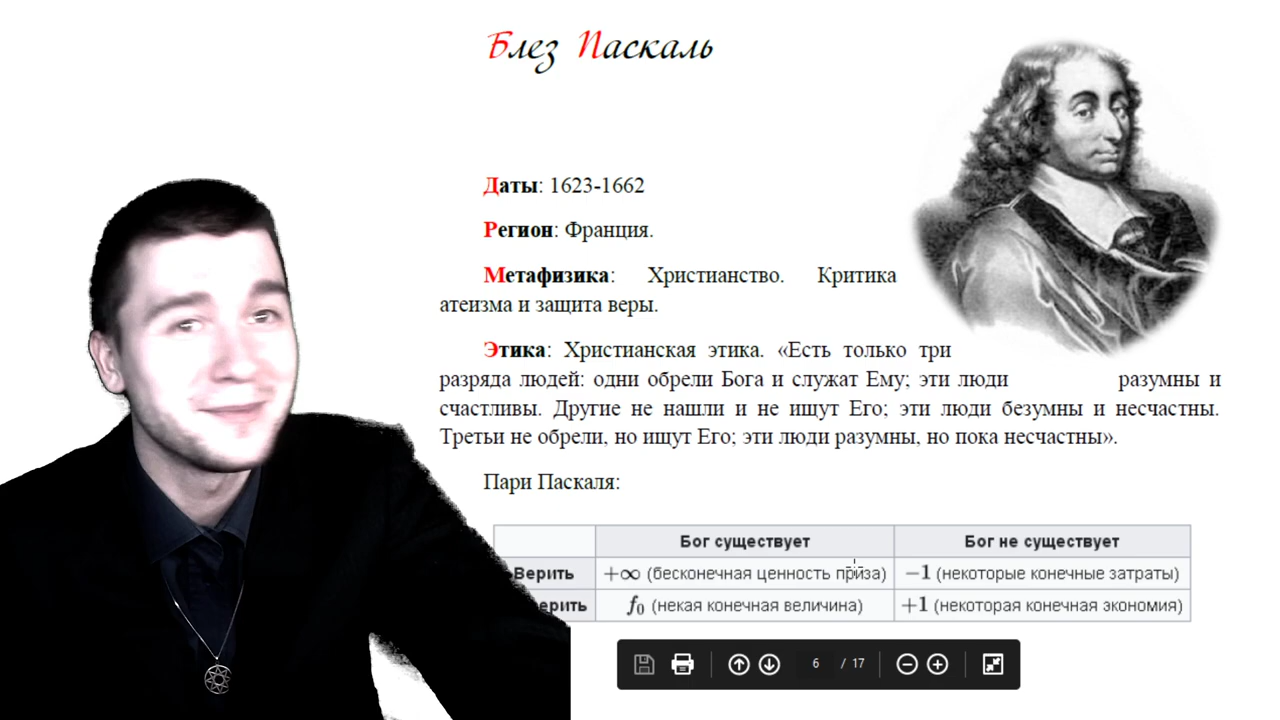 Блез Паскаль
Даты: 1623-1662
Регион: Франция.
Метафизика: Христианство. Критика
атеизма и защита веры.
Этика: Христианская этика. «Есть только три
разряда людей: одни обрели Бога и служат Ему; эти люди разумны и
счастливы. Другие не нашли и не ищут Его; эти люди безумны и несчастны.
Третьи не обрели, но ищут Его; эти люди разумны, но пока несчастны».
Пари Паскаля:
Бог существует Бог не существует
Верить +∞ (бесконечная ценность приза) −1 (некоторые конечные затраты)
ерить f₀ (некая конечная величина) +1 (некоторая конечная экономия)
6 / 17